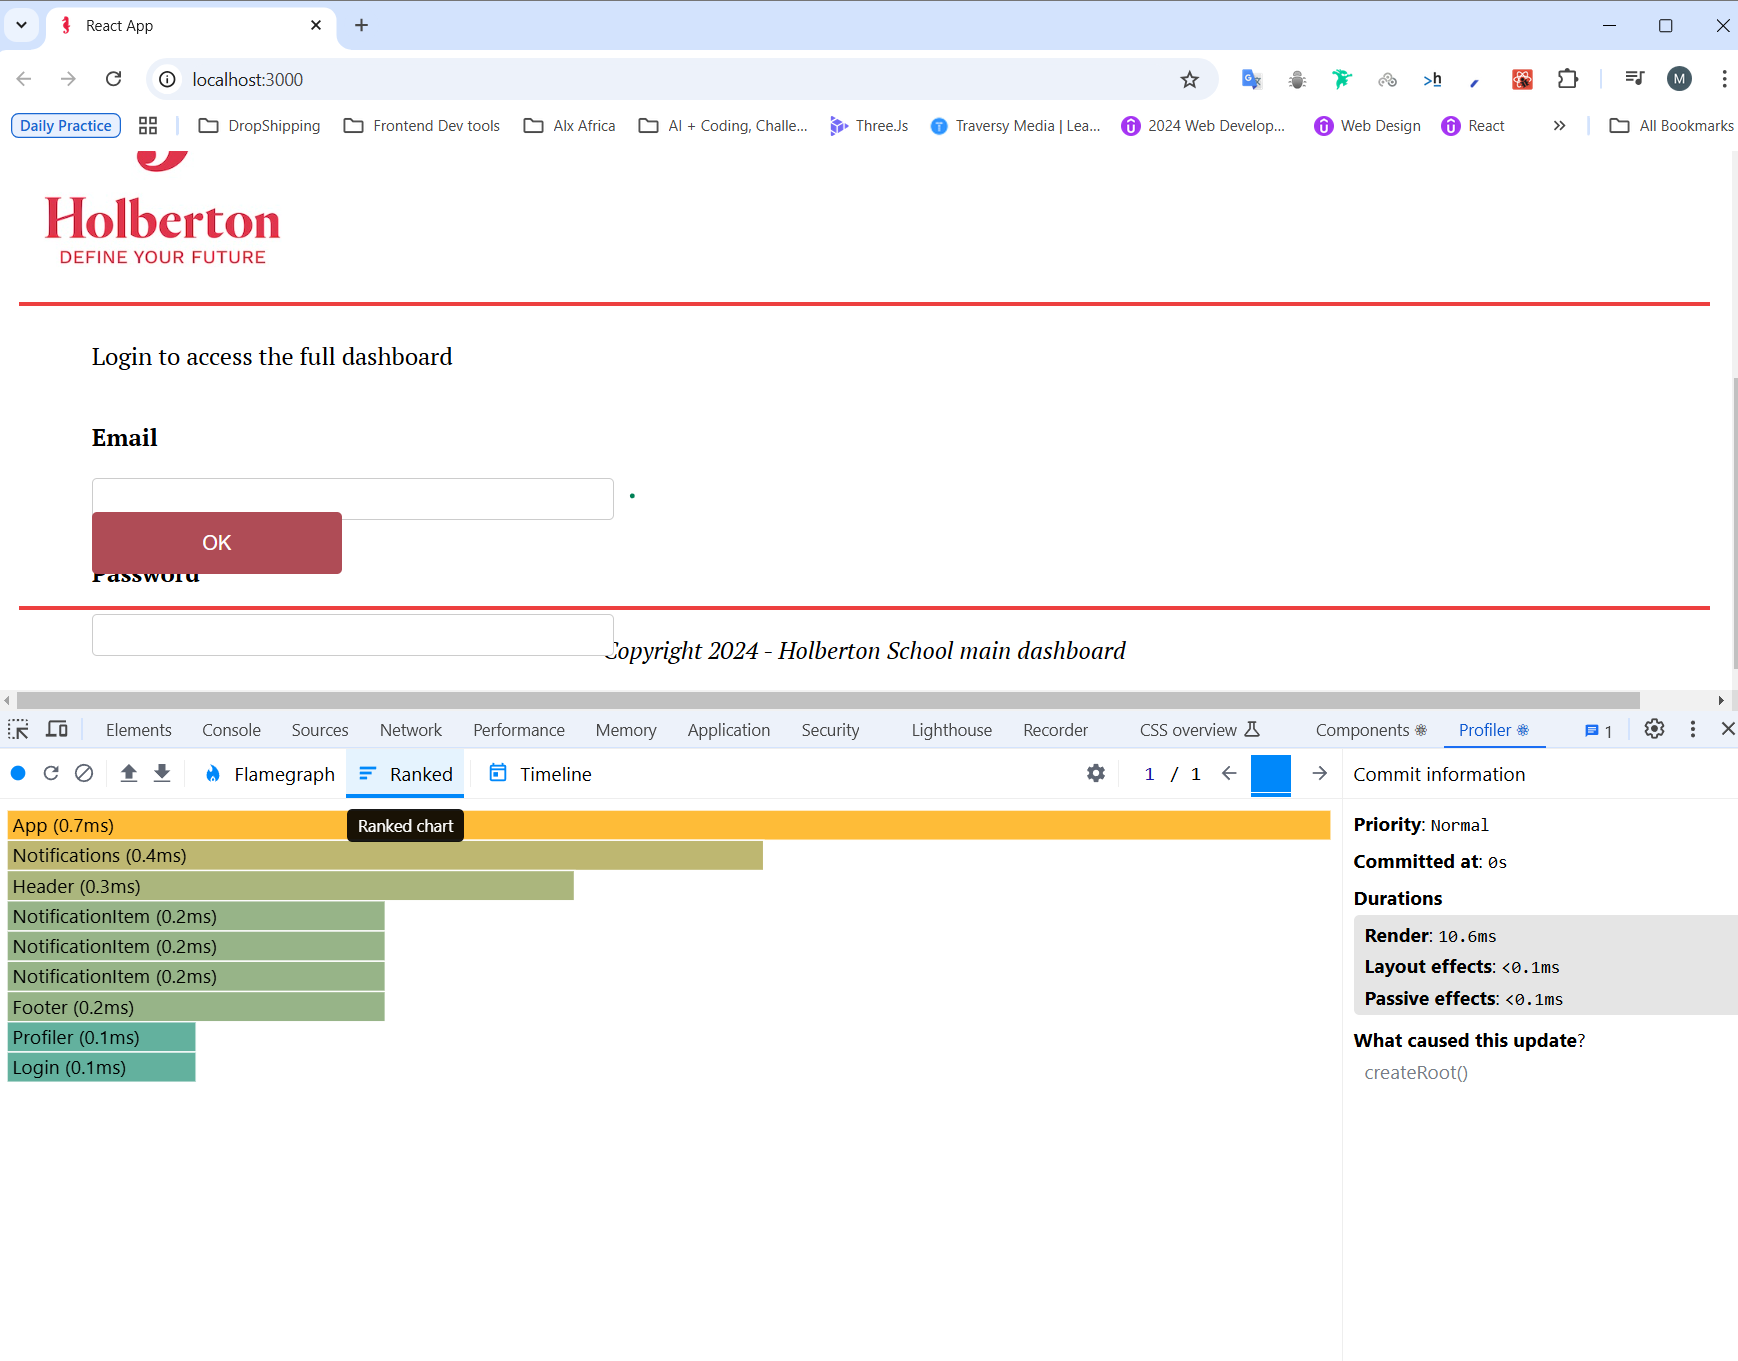 React App
localhost:3000
M
Daily Practice
DropShipping
Frontend Dev tools
Alx Africa
AI + Coding, Challe...
Three.Js
Traversy Media | Lea...
2024 Web Develop...
Web Design
React
All Bookmarks
Holberton
DEFINE YOUR FUTURE
Login to access the full dashboard
Email
OK
Password
Copyright 2024 - Holberton School main dashboard
Elements
Console
Sources
Network
Performance
Memory
Application
Security
Lighthouse
Recorder
CSS overview
Components
Profiler
1
Flamegraph
Ranked
Timeline
1 / 1
Commit information
App (0.7ms)
Ranked chart
Notifications (0.4ms)
Header (0.3ms)
NotificationItem (0.2ms)
NotificationItem (0.2ms)
NotificationItem (0.2ms)
Footer (0.2ms)
Profiler (0.1ms)
Login (0.1ms)
Priority: Normal
Committed at: 0s
Durations
Render: 10.6ms
Layout effects: <0.1ms
Passive effects: <0.1ms
What caused this update?
createRoot()